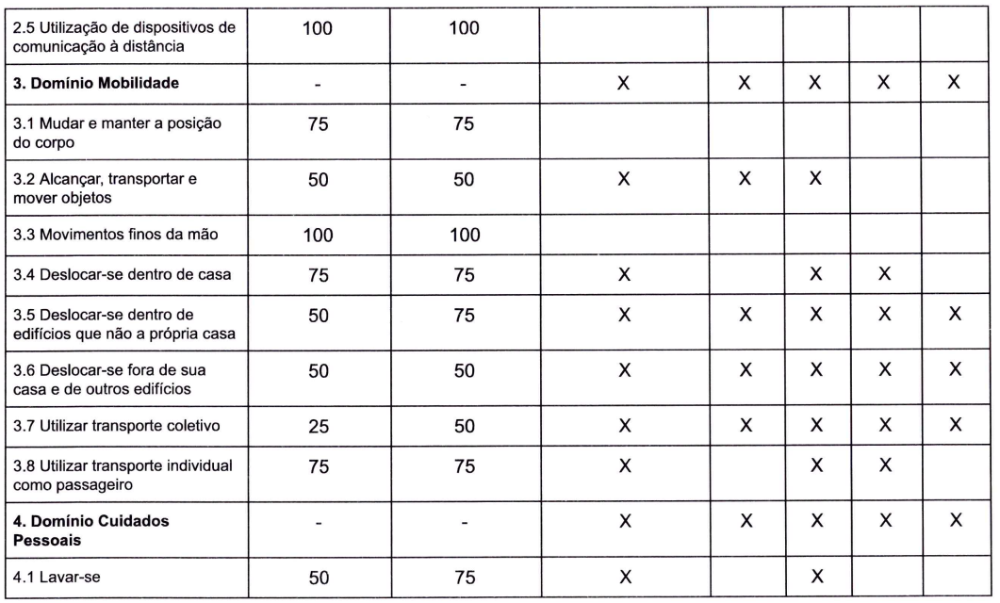 2.5 Utilização de dispositivos de comunicação à distância 100 100
3. Domínio Mobilidade - - X X X X X
3.1 Mudar e manter a posição do corpo 75 75
3.2 Alcançar, transportar e mover objetos 50 50 X X X
3.3 Movimentos finos da mão 100 100
3.4 Deslocar-se dentro de casa 75 75 X X X
3.5 Deslocar-se dentro de edifícios que não a própria casa 50 75 X X X X X
3.6 Deslocar-se fora de sua casa e de outros edifícios 50 50 X X X X X
3.7 Utilizar transporte coletivo 25 50 X X X X X
3.8 Utilizar transporte individual como passageiro 75 75 X X X
4. Domínio Cuidados Pessoais - - X X X X X
4.1 Lavar-se 50 75 X X